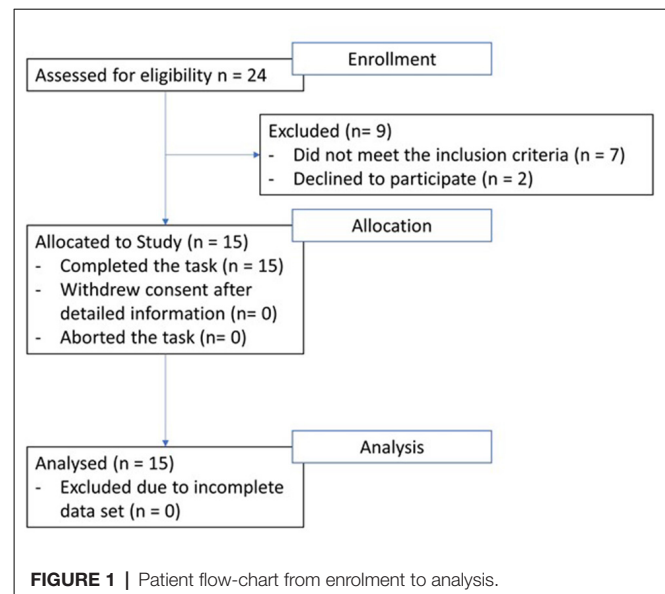 Enrollment
Assessed for eligibility n = 24
Excluded (n= 9)
- Did not meet the inclusion criteria (n = 7)
- Declined to participate (n = 2)
Allocation
Allocated to Study (n = 15)
- Completed the task (n = 15)
- Withdrew consent after
detailed information (n= 0)
- Aborted the task (n= 0)
Analysis
Analysed (n = 15)
- Excluded due to incomplete
data set (n = 0)
FIGURE 1 | Patient flow-chart from enrolment to analysis.